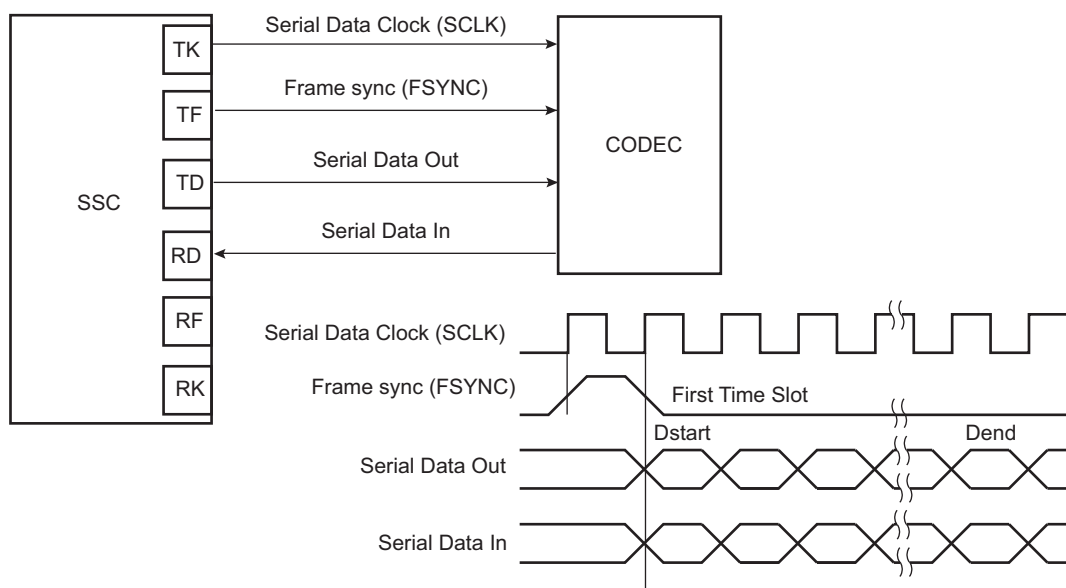 Serial Data Clock (SCLK)
TK
Frame sync (FSYNC)
TF
CODEC
Serial Data Out
TD
SSC
Serial Data In
RD
RF
Serial Data Clock (SCLK)
RK
Frame sync (FSYNC)
First Time Slot
Dstart
Dend
Serial Data Out
Serial Data In